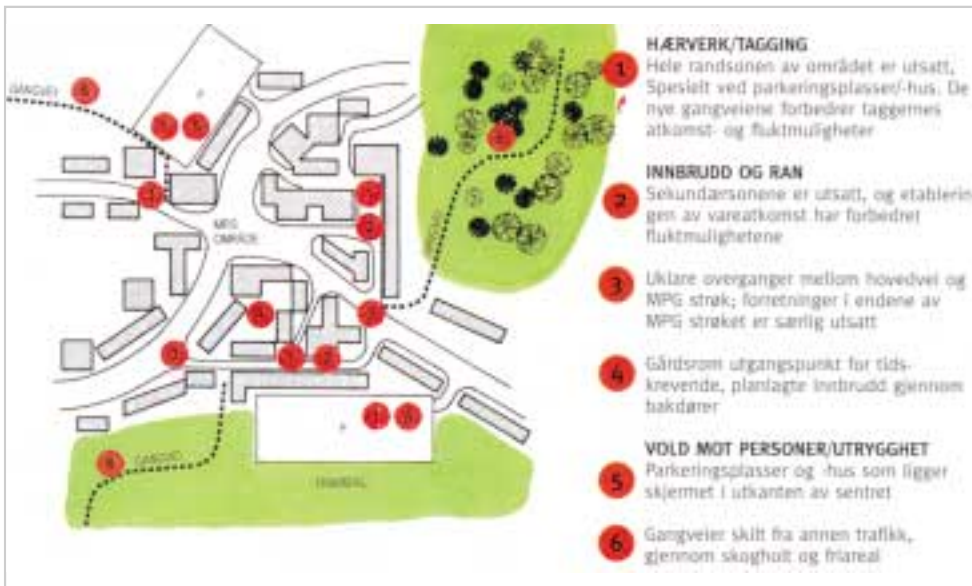 HÆRVERK/TAGGING
1
Hele randsonen av området er utsatt,
Spesielt ved parkeringsplasser/-hus. De
nye gangveiene forbedrer taggernes
atkomst- og fluktmuligheter
INNBRUDD OG RAN
2
Sekundærsonene er utsatt, og etablerin
gen av vareatkomst har forbedret
fluktmulighetene
3
Uklare overganger mellom hovedvei og
MPG strøk; forretninger i endene av
MPG strøket er særlig utsatt
4
Gårdsrom utgangspunkt for tids-
krevende, planlagte innbrudd gjennom
bakdører
VOLD MOT PERSONER/UTRYGGHET
5
Parkeringsplasser og -hus som ligger
skjermet i utkanten av sentret
6
Gangveier skilt fra annen trafikk,
gjennom skogholt og friareal
GANGVEI
MPG
OMRÅDE
GANGVEI
P
P